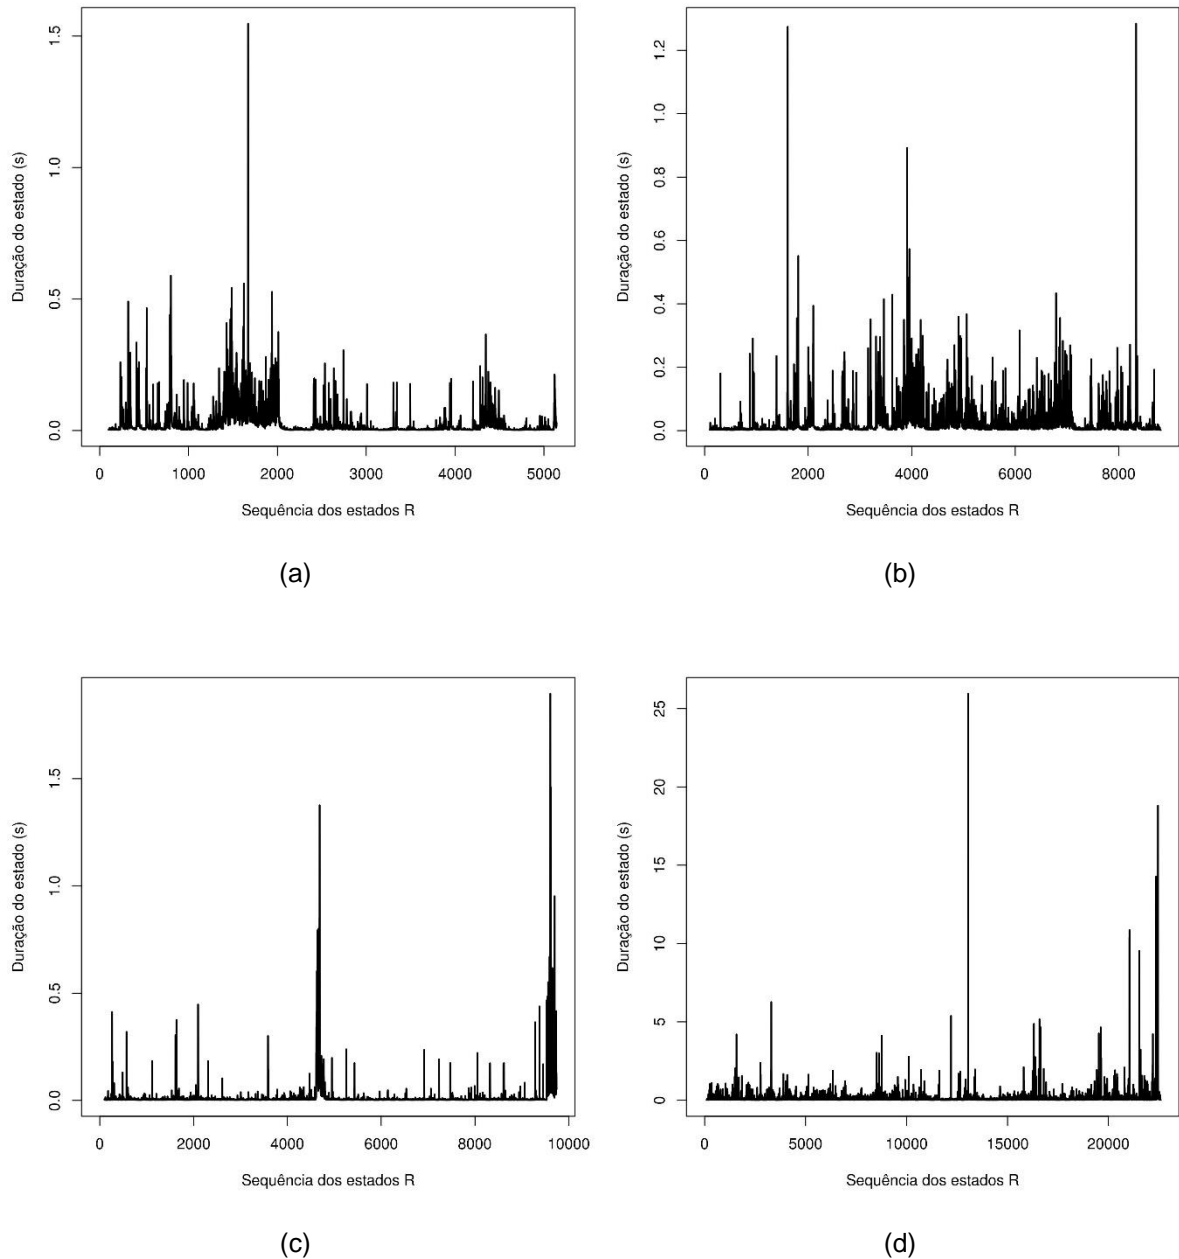 1.5
1.0
0.5
0.0
Duração do estado (s)
0 1000 2000 3000 4000 5000
Sequência dos estados R
(a)
1.2
1.0
0.8
0.6
0.4
0.2
0.0
Duração do estado (s)
0 2000 4000 6000 8000
Sequência dos estados R
(b)
1.5
1.0
0.5
0.0
Duração do estado (s)
0 2000 4000 6000 8000 10000
Sequência dos estados R
(c)
25
20
15
10
5
0
Duração do estado (s)
0 5000 10000 15000 20000
Sequência dos estados R
(d)